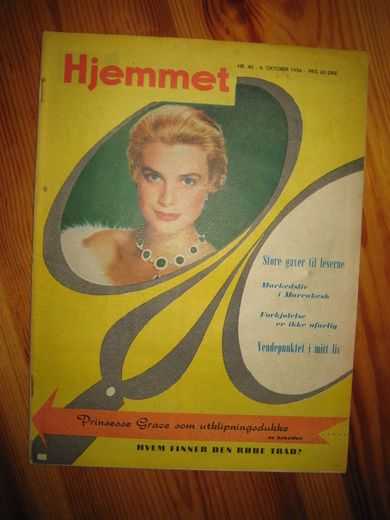 Hjemmet
NR. 40 - 6. OKTOBER 1956 - PRIS 60 ØRE
Store gaver til leserne
Markedsliv
i Marrakesh
Forkjølelse
er ikke ufarlig
Vendepunktet i mitt liv
Prinsesse Grace som utklipningsdukke
se baksiden
HVEM FINNER DEN RØDE TRÅD?